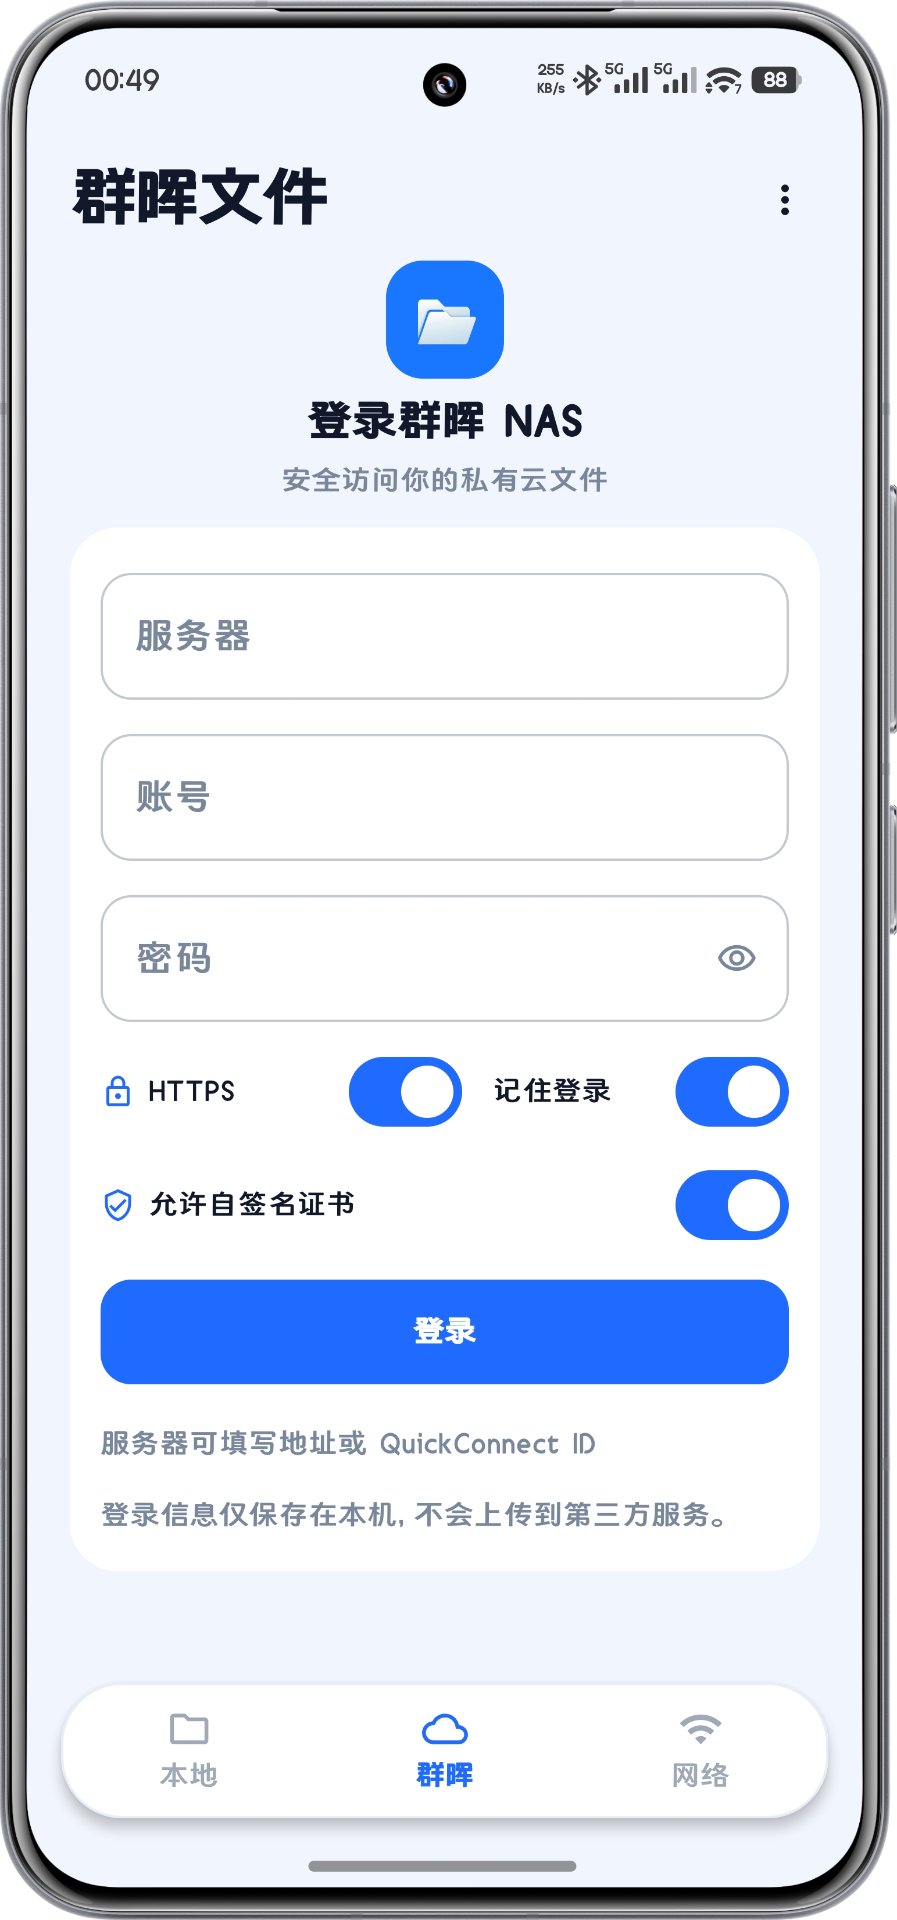 00:49
255 KB/s 5G 5G 7 88
群晖文件
登录群晖 NAS
安全访问你的私有云文件
服务器
账号
密码
HTTPS 记住登录
允许自签名证书
登录
服务器可填写地址或 QuickConnect ID
登录信息仅保存在本机, 不会上传到第三方服务。
本地 群晖 网络